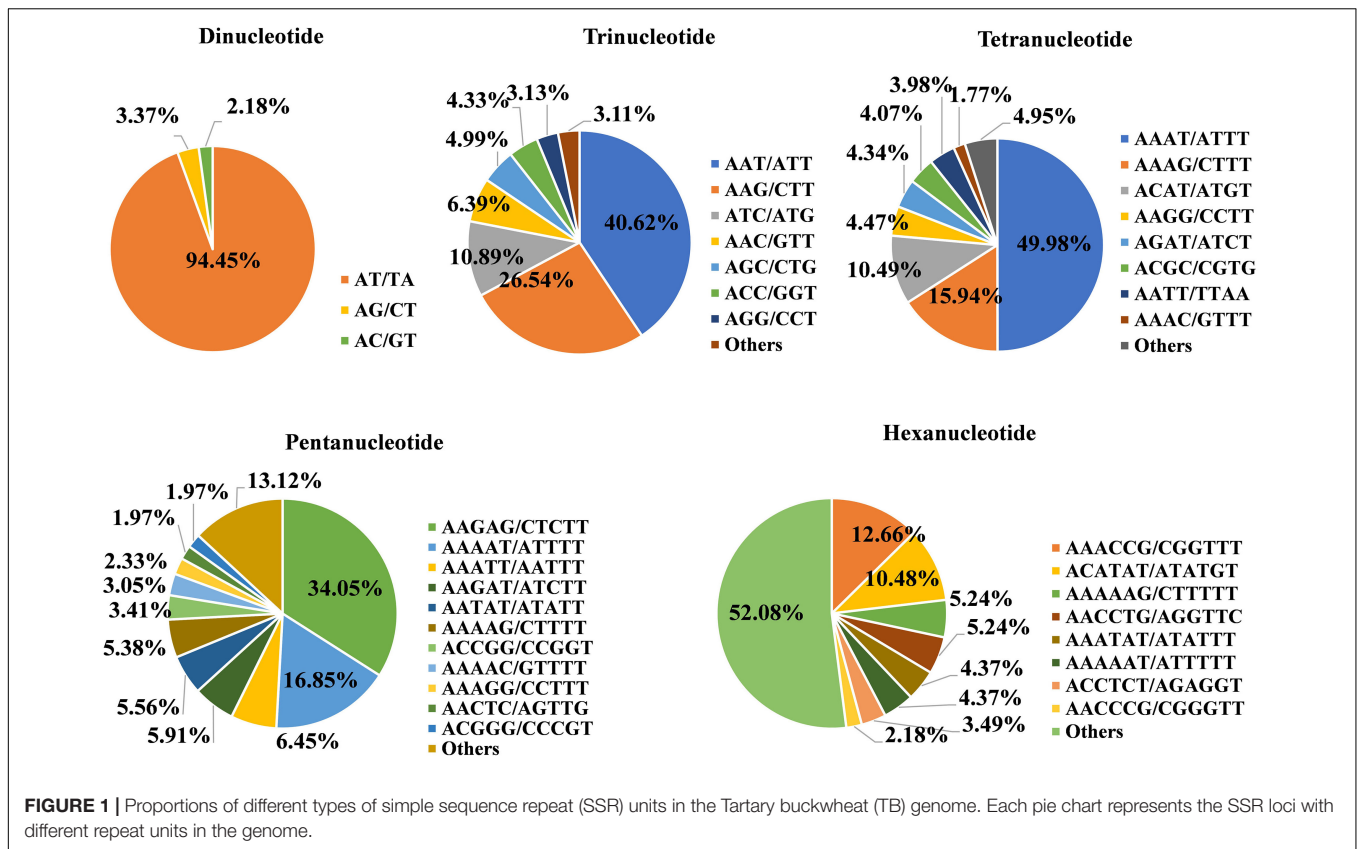 Dinucleotide
3.37%
2.18%
94.45%
AT/TA
AG/CT
AC/GT
Trinucleotide
4.33%
3.13%
3.11%
4.99%
6.39%
10.89%
26.54%
40.62%
AAT/ATT
AAG/CTT
ATC/ATG
AAC/GTT
AGC/CTG
ACC/GGT
AGG/CCT
Others
Tetranucleotide
3.98%
1.77%
4.07%
4.95%
4.34%
4.47%
10.49%
15.94%
49.98%
AAAT/ATTT
AAAG/CTTT
ACAT/ATGT
AAGG/CCTT
AGAT/ATCT
ACGC/CGTG
AATT/TTAA
AAAC/GTTT
Others
Pentanucleotide
13.12%
1.97%
1.97%
2.33%
3.05%
3.41%
5.38%
5.56%
5.91%
6.45%
16.85%
34.05%
AAGAG/CTCTT
AAAAT/ATTTT
AAATT/AATTT
AAGAT/ATCTT
AATAT/ATATT
AAAAG/CTTTT
ACCGG/CCGGT
AAAAC/GTTTT
AAAGG/CCTTT
AACTC/AGTTG
ACGGG/CCCGT
Others
Hexanucleotide
12.66%
10.48%
5.24%
5.24%
4.37%
4.37%
3.49%
2.18%
52.08%
AAACCG/CGGTTT
ACATAT/ATATGT
AAAAAG/CTTTTT
AACCTG/AGGTTC
AAATAT/ATATTT
AAAAAT/ATTTTT
ACCTCT/AGAGGT
AACCCG/CGGGTT
Others
FIGURE 1 | Proportions of different types of simple sequence repeat (SSR) units in the Tartary buckwheat (TB) genome. Each pie chart represents the SSR loci with
different repeat units in the genome.